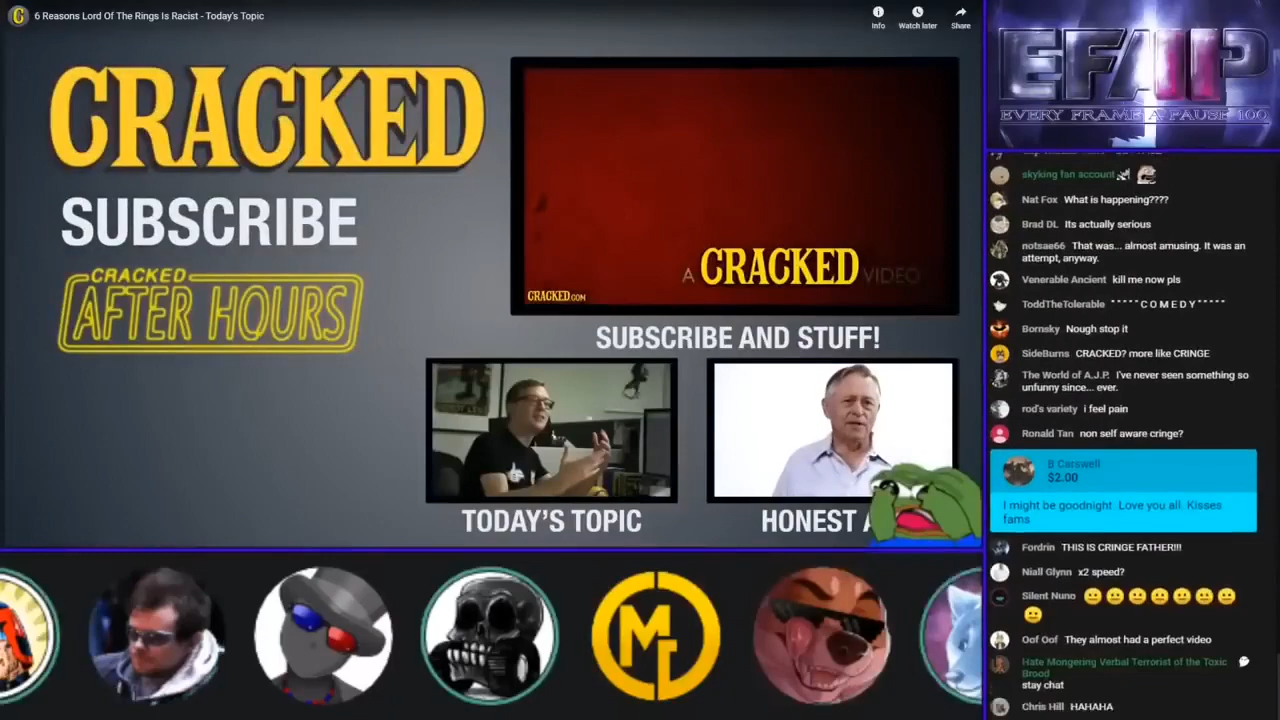 6 Reasons Lord Of The Rings Is Racist - Today's Topic
Info
Watch later
Share
CRACKED
SUBSCRIBE
CRACKED
AFTER HOURS
A CRACKED VIDEO
CRACKED.COM
SUBSCRIBE AND STUFF!
TODAY'S TOPIC
HONEST A
EFAP
EVERY FRAME A PAUSE 100
skyking fan account
Nat Fox What is happening????
Brad DL Its actually serious
notsae66 That was... almost amusing. It was an
attempt, anyway.
Venerable Ancient kill me now pls
ToddTheTolerable "����" " " " " C O M E D Y " " " " "
Bornsky Nough stop it
SideBurns CRACKED? more like CRINGE
The World of A.J.P. I've never seen something so
unfunny since... ever.
rod's variety i feel pain
Ronald Tan non self aware cringe?
B Carswell
$2.00
I might be goodnight. Love you all. Kisses
fams
Fordrin THIS IS CRINGE FATHER!!!
Niall Glynn x2 speed?
Silent Nuno 😐😐😐😐😐😐😐
😐
Oof Oof They almost had a perfect video
Hate Mongering Verbal Terrorist of the Toxic
Brood
stay chat
Chris Hill HAHAHA